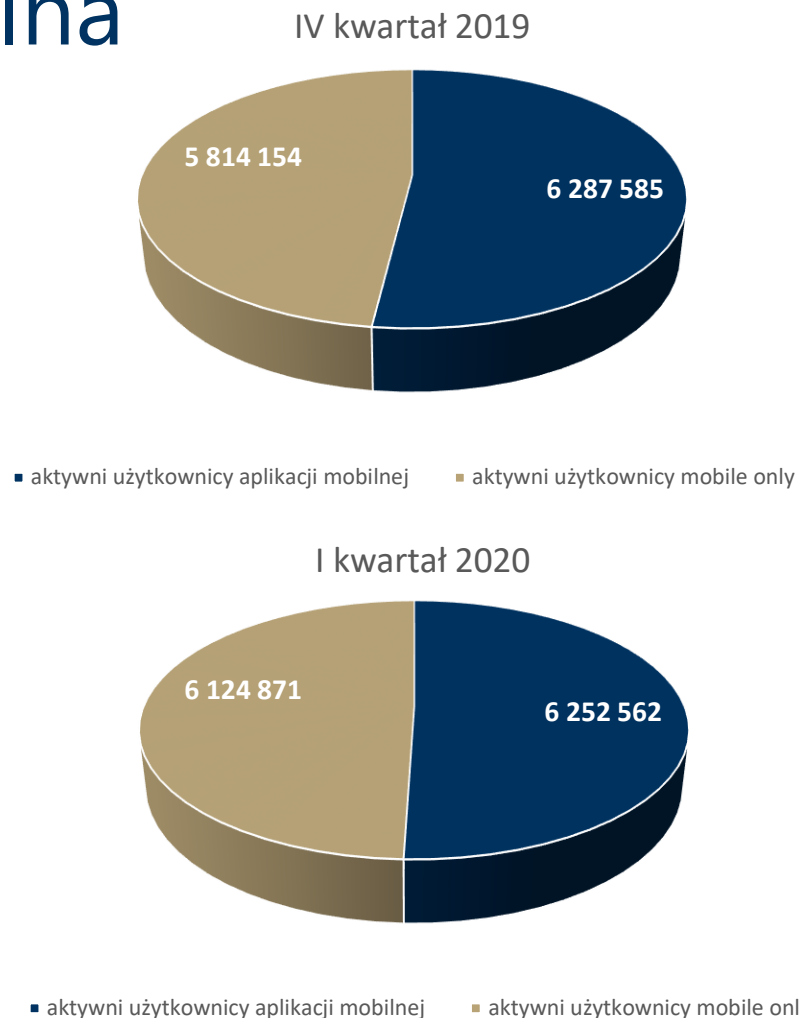 lna
IV kwartał 2019
5 814 154
6 287 585
aktywni użytkownicy aplikacji mobilnej aktywni użytkownicy mobile only
I kwartał 2020
6 124 871
6 252 562
aktywni użytkownicy aplikacji mobilnej aktywni użytkownicy mobile onl